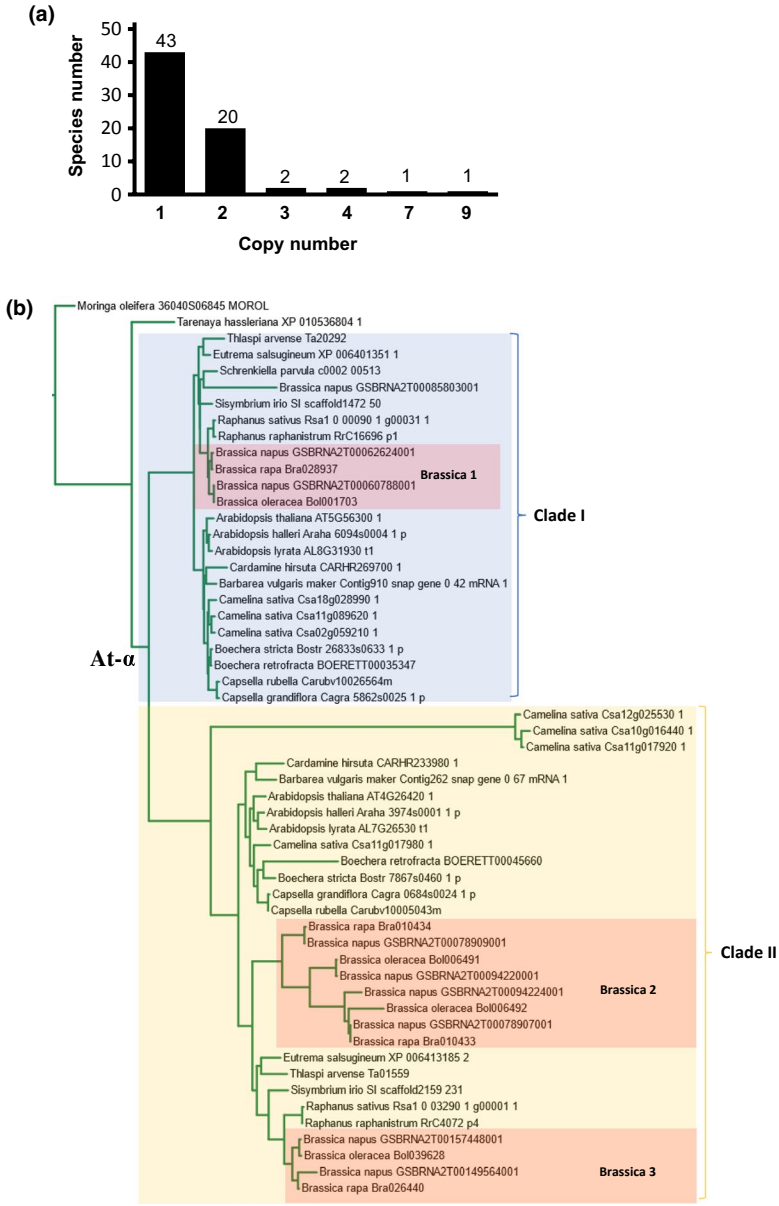 (a)
Species number
50
40
30
20
10
0
43
20
2
2
1
1
1 2 3 4 7 9
Copy number
(b)
Moringa oleifera 36040S06845 MOROL
Tarenaya hassleriana XP 010536804 1
Thlaspi arvense Ta20292
Eutrema salsugineum XP 006401351 1
Schrenkiella parvula c0002 00513
Brassica napus GSBRNA2T00085803001
Sisymbrium irio SI scaffold1472 50
Raphanus sativus Rsa1 0 00090 1 g00031 1
Raphanus raphanistrum RrC16696 p1
Brassica napus GSBRNA2T00062624001
Brassica rapa Bra028937
Brassica 1
Brassica napus GSBRNA2T00060788001
Brassica oleracea Bol001703
Clade I
Arabidopsis thaliana AT5G56300 1
Arabidopsis halleri Araha 6094s0004 1 p
Arabidopsis lyrata AL8G31930 t1
Cardamine hirsuta CARHR269700 1
Barbarea vulgaris maker Contig910 snap gene 0 42 mRNA 1
Camelina sativa Csa18g028990 1
Camelina sativa Csa11g089620 1
Camelina sativa Csa02g059210 1
Boechera stricta Bostr 26833s0633 1 p
At-α
Boechera retrofracta BOERETT00035347
Capsella rubella Carubv10026564m
Capsella grandiflora Cagra 5862s0025 1 p
Camelina sativa Csa12g025530 1
Camelina sativa Csa10g016440 1
Camelina sativa Csa11g017920 1
Cardamine hirsuta CARHR233980 1
Barbarea vulgaris maker Contig262 snap gene 0 67 mRNA 1
Arabidopsis thaliana AT4G26420 1
Arabidopsis halleri Araha 3974s0001 1 p
Arabidopsis lyrata AL7G26530 t1
Camelina sativa Csa11g017980 1
Boechera retrofracta BOERETT00045660
Boechera stricta Bostr 7867s0460 1 p
Capsella grandiflora Cagra 0684s0024 1 p
Capsella rubella Carubv10005043m
Brassica rapa Bra010434
Brassica napus GSBRNA2T00078909001
Clade II
Brassica oleracea Bol006491
Brassica napus GSBRNA2T00094220001
Brassica napus GSBRNA2T00094224001
Brassica 2
Brassica oleracea Bol006492
Brassica napus GSBRNA2T00078907001
Brassica rapa Bra010433
Eutrema salsugineum XP 006413185 2
Thlaspi arvense Ta01559
Sisymbrium irio SI scaffold2159 231
Raphanus sativus Rsa1 0 03290 1 g00001 1
Raphanus raphanistrum RrC4072 p4
Brassica napus GSBRNA2T00157448001
Brassica oleracea Bol039628
Brassica napus GSBRNA2T00149564001
Brassica 3
Brassica rapa Bra026440